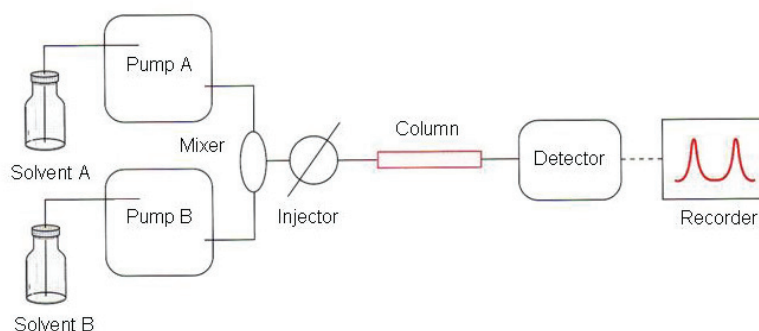 Pump A
Solvent A
Mixer
Pump B
Solvent B
Injector
Column
Detector
Recorder